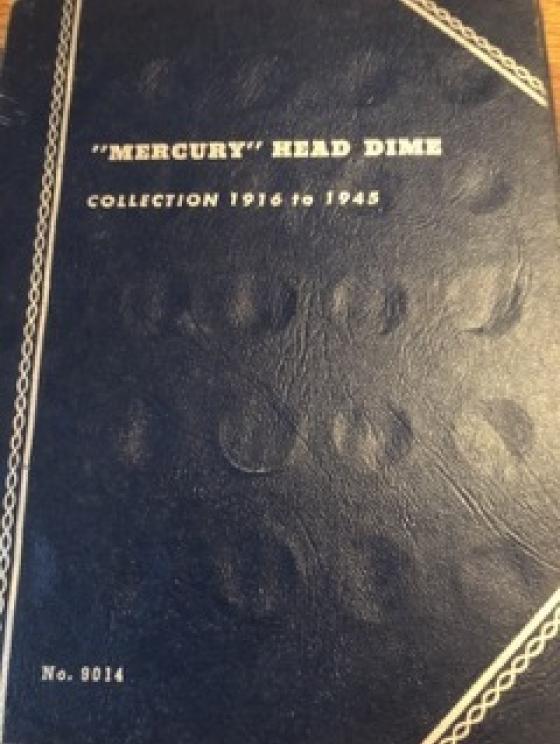 "MERCURY" HEAD DIME
COLLECTION 1916 to 1945
No. 9014